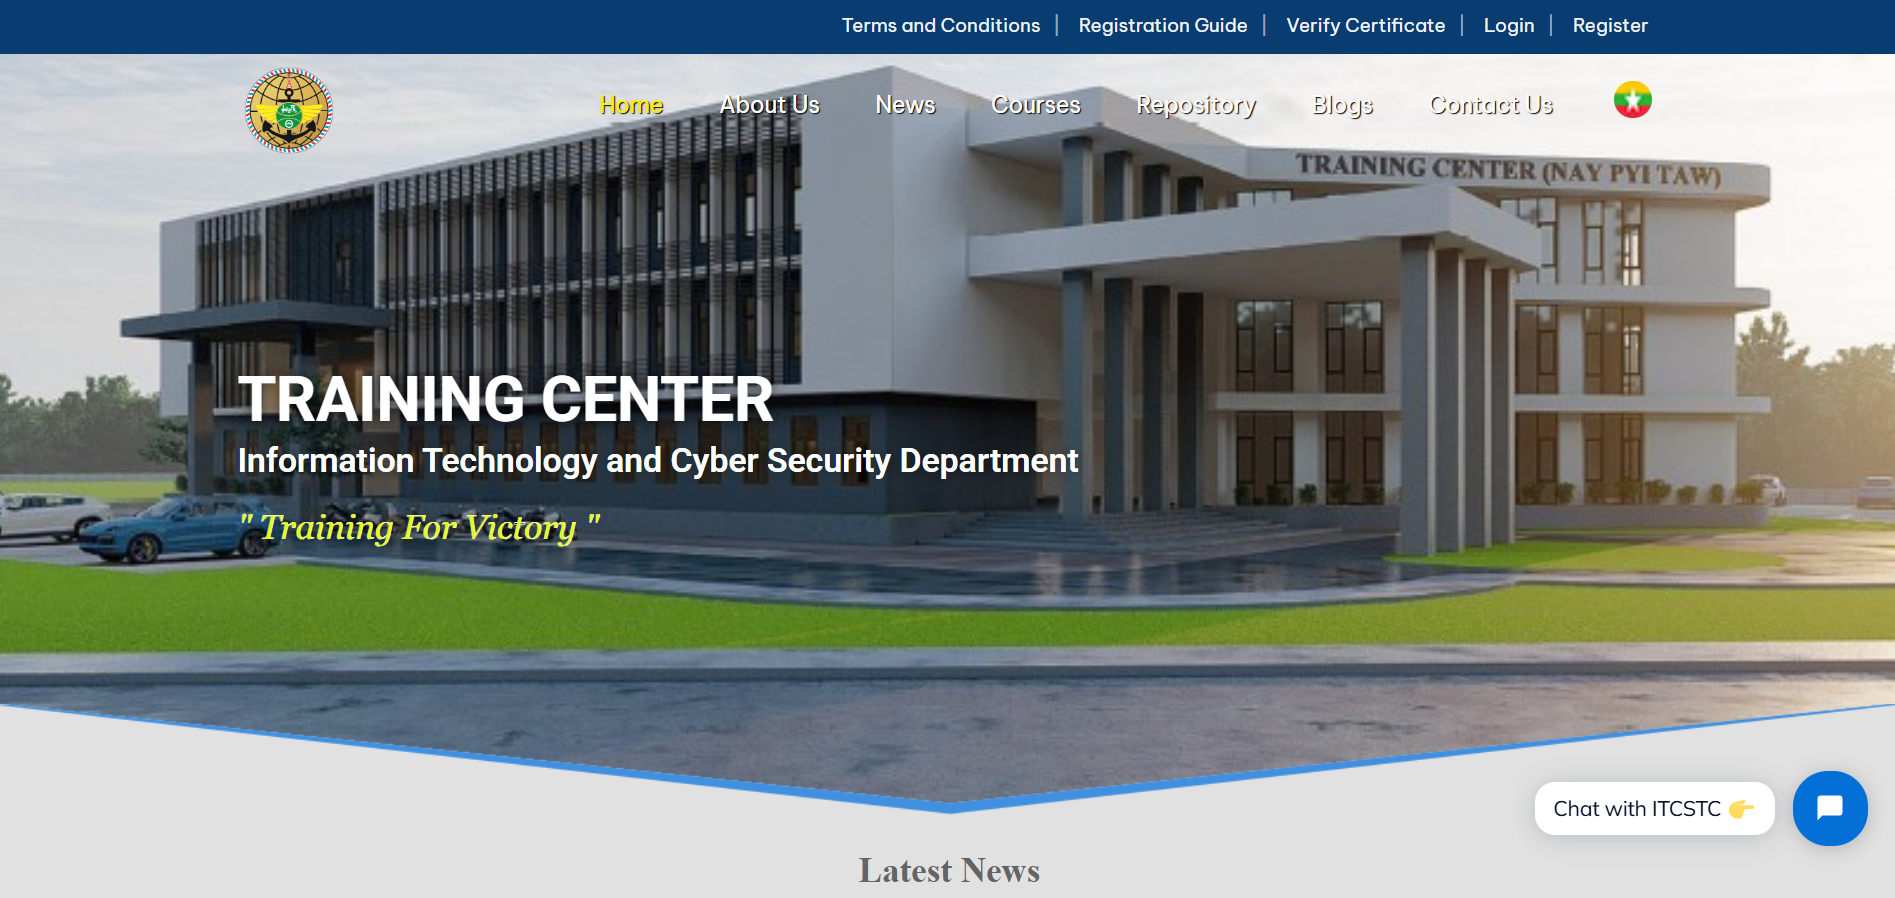 Terms and Conditions | Registration Guide | Verify Certificate | Login | Register
Home About Us News Courses Repository Blogs Contact Us
TRAINING CENTER (NAY PYI TAW)
TRAINING CENTER
Information Technology and Cyber Security Department
" Training For Victory "
Chat with ITCSTC 👉
Latest News